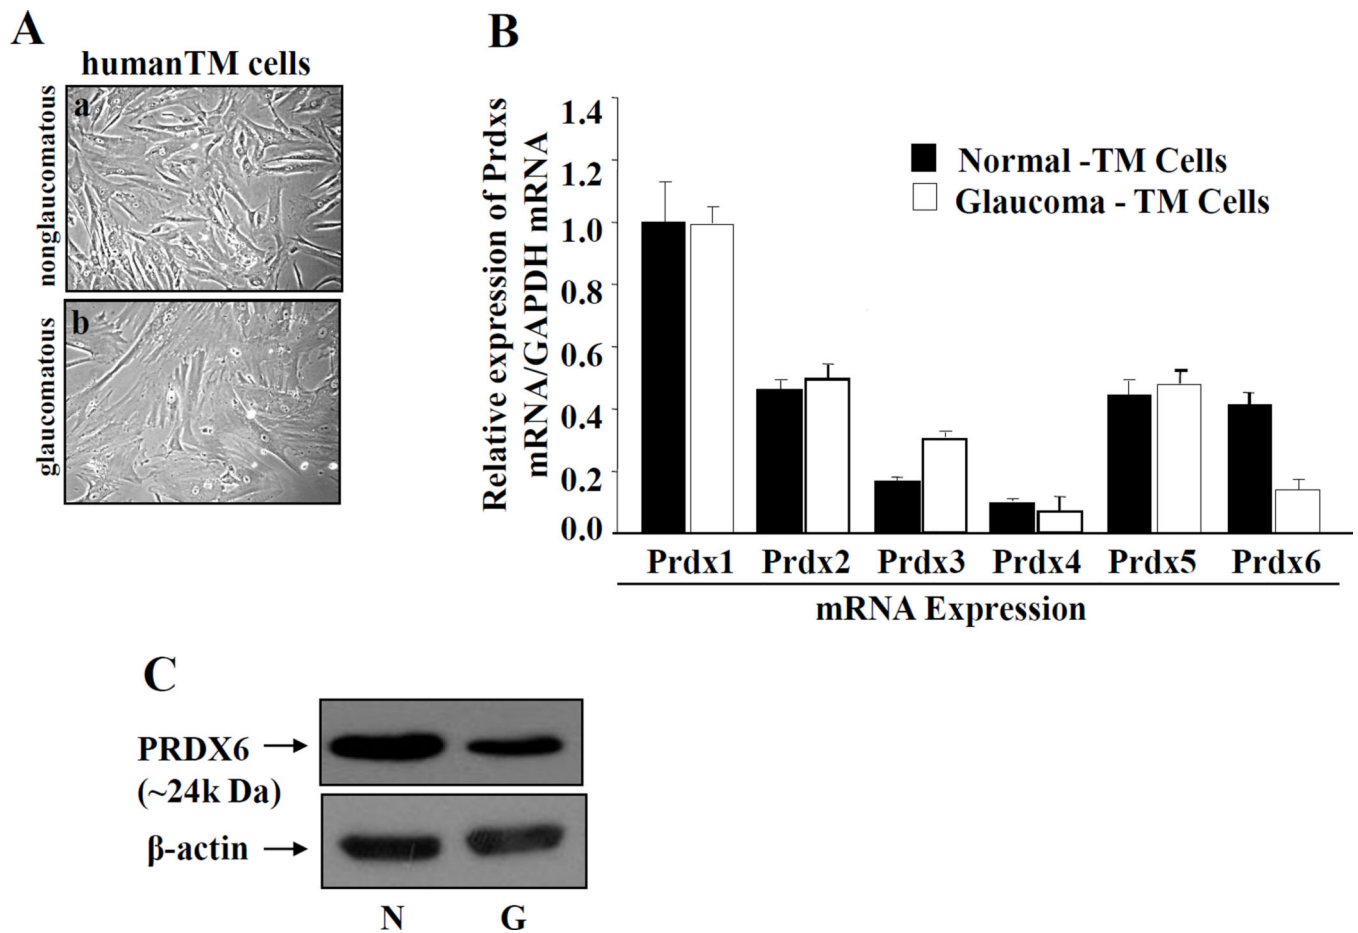 A
humanTM cells
nonglaucomatous
a
glaucomatous
b
B
Relative expression of Prdxs
mRNA/GAPDH mRNA
1.4
1.2
1.0
0.8
0.6
0.4
0.2
0.0
Normal -TM Cells
Glaucoma - TM Cells
Prdx1 Prdx2 Prdx3 Prdx4 Prdx5 Prdx6
mRNA Expression
C
PRDX6
(~24k Da)
β-actin
N G